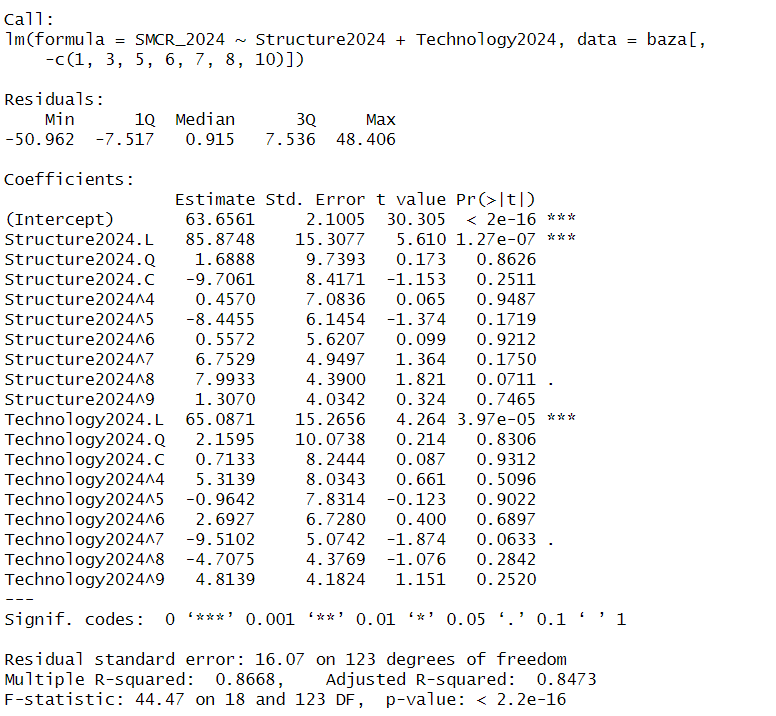 Call:
lm(formula = SMCR_2024 ~ Structure2024 + Technology2024, data = baza[,
    -c(1, 3, 5, 6, 7, 8, 10)])

Residuals:
    Min      1Q  Median      3Q     Max
-50.962  -7.517   0.915   7.536  48.406

Coefficients:
                 Estimate Std. Error t value Pr(>|t|)
(Intercept)       63.6561     2.1005  30.305  < 2e-16 ***
Structure2024.L   85.8748    15.3077   5.610 1.27e-07 ***
Structure2024.Q    1.6888     9.7393   0.173   0.8626
Structure2024.C   -9.7061     8.4171  -1.153   0.2511
Structure2024^4    0.4570     7.0836   0.065   0.9487
Structure2024^5   -8.4455     6.1454  -1.374   0.1719
Structure2024^6    0.5572     5.6207   0.099   0.9212
Structure2024^7    6.7529     4.9497   1.364   0.1750
Structure2024^8    7.9933     4.3900   1.821   0.0711 .
Structure2024^9    1.3070     4.0342   0.324   0.7465
Technology2024.L  65.0871    15.2656   4.264 3.97e-05 ***
Technology2024.Q   2.1595    10.0738   0.214   0.8306
Technology2024.C   0.7133     8.2444   0.087   0.9312
Technology2024^4   5.3139     8.0343   0.661   0.5096
Technology2024^5  -0.9642     7.8314  -0.123   0.9022
Technology2024^6   2.6927     6.7280   0.400   0.6897
Technology2024^7  -9.5102     5.0742  -1.874   0.0633 .
Technology2024^8  -4.7075     4.3769  -1.076   0.2842
Technology2024^9   4.8139     4.1824   1.151   0.2520
---
Signif. codes:  0 ‘***’ 0.001 ‘**’ 0.01 ‘*’ 0.05 ‘.’ 0.1 ‘ ’ 1

Residual standard error: 16.07 on 123 degrees of freedom
Multiple R-squared:  0.8668,    Adjusted R-squared:  0.8473
F-statistic: 44.47 on 18 and 123 DF,  p-value: < 2.2e-16